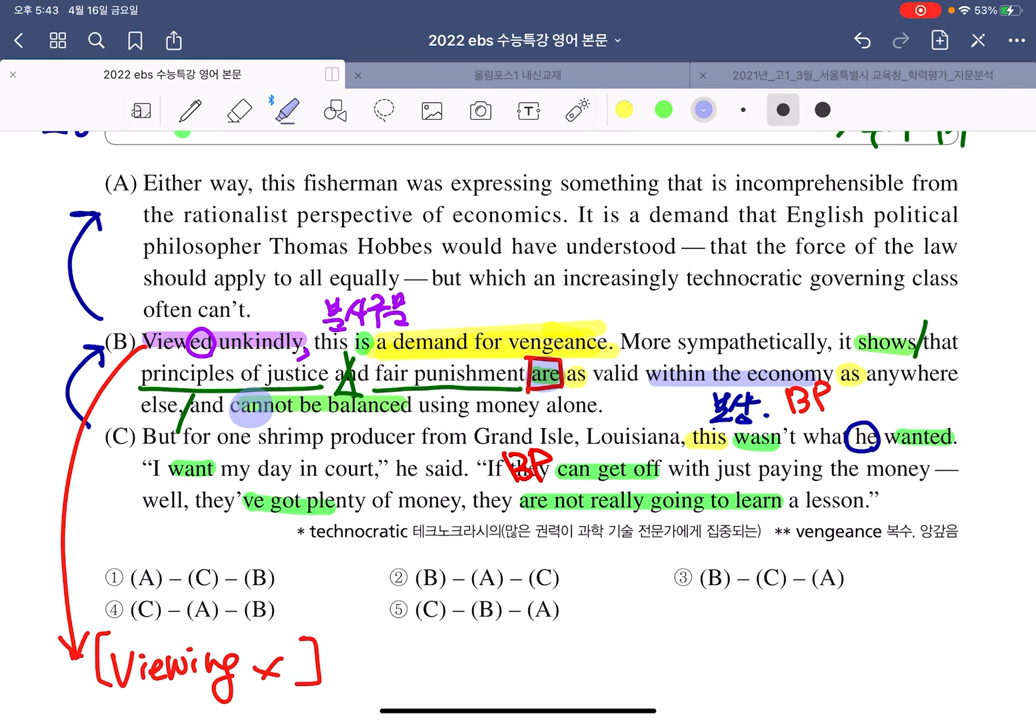 오후 5:43 4월 16일 금요일
53%
2022 ebs 수능특강 영어 본문
2022 ebs 수능특강 영어 본문
올림포스1 내신교재
2021년_고1_3월_서울특별시 교육청_학력평가_지문분석
(A) Either way, this fisherman was expressing something that is incomprehensible from
the rationalist perspective of economics. It is a demand that English political
philosopher Thomas Hobbes would have understood — that the force of the law
should apply to all equally — but which an increasingly technocratic governing class
often can't.
분사구문
(B) Viewed unkindly, this is a demand for vengeance. More sympathetically, it shows that
principles of justice and fair punishment are as valid within the economy as anywhere
else, and cannot be balanced using money alone.
보상. BP
(C) But for one shrimp producer from Grand Isle, Louisiana, this wasn't what he wanted.
"I want my day in court," he said. "If they can get off with just paying the money —
BP
well, they've got plenty of money, they are not really going to learn a lesson."
* technocratic 테크노크라시의(많은 권력이 과학 기술 전문가에게 집중되는) ** vengeance 복수, 앙갚음
① (A) – (C) – (B) ② (B) – (A) – (C) ③ (B) – (C) – (A)
④ (C) – (A) – (B) ⑤ (C) – (B) – (A)
[Viewing ×]